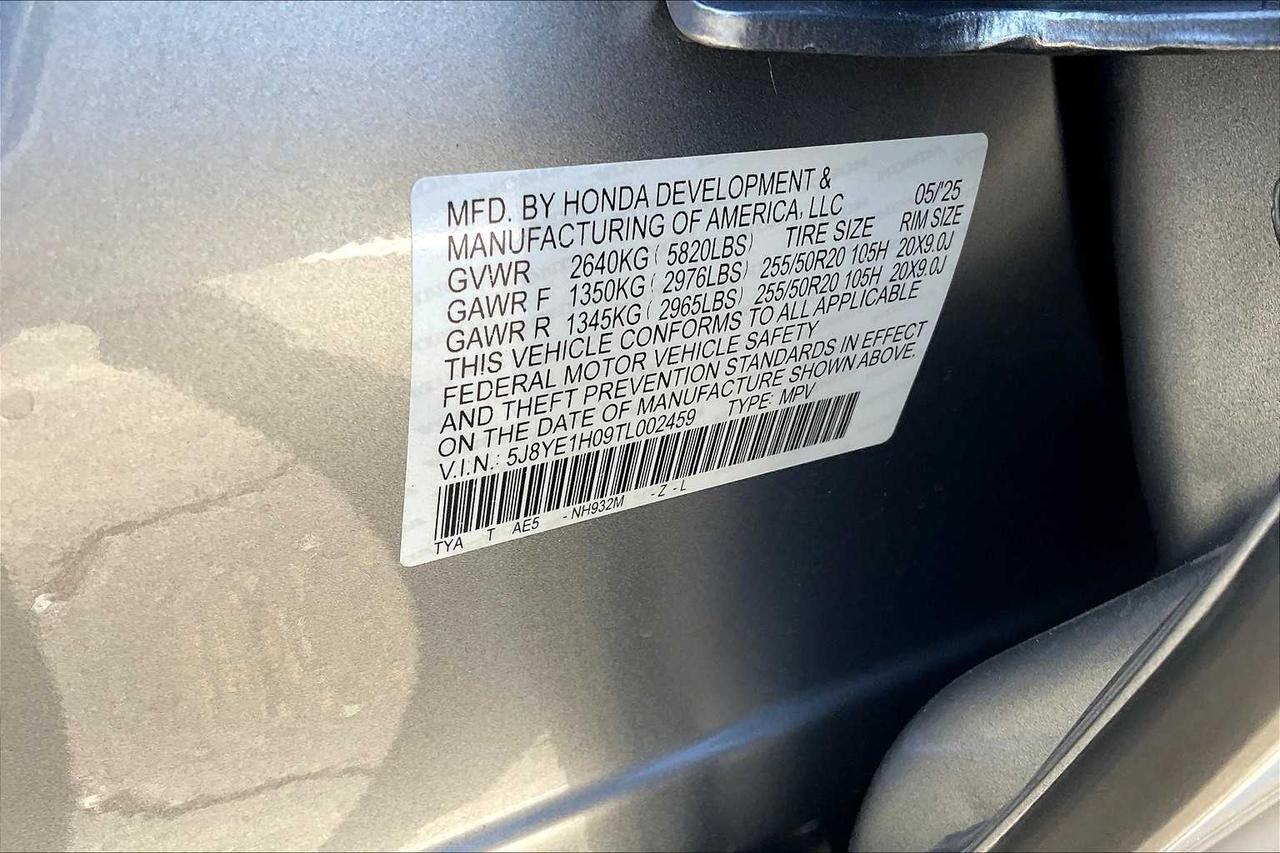 MFD. BY HONDA DEVELOPMENT &
MANUFACTURING OF AMERICA, LLC 05/'25
GVWR 2640KG ( 5820LBS) TIRE SIZE RIM SIZE
GAWR F 1350KG ( 2976LBS) 255/50R20 105H 20X9.0J
GAWR R 1345KG ( 2965LBS) 255/50R20 105H 20X9.0J
THIS VEHICLE CONFORMS TO ALL APPLICABLE
FEDERAL MOTOR VEHICLE SAFETY
AND THEFT PREVENTION STANDARDS IN EFFECT
ON THE DATE OF MANUFACTURE SHOWN ABOVE.
V.I.N.: 5J8YE1H09TL002459 TYPE: MPV
TYA T AE5 - NH932M - Z - L